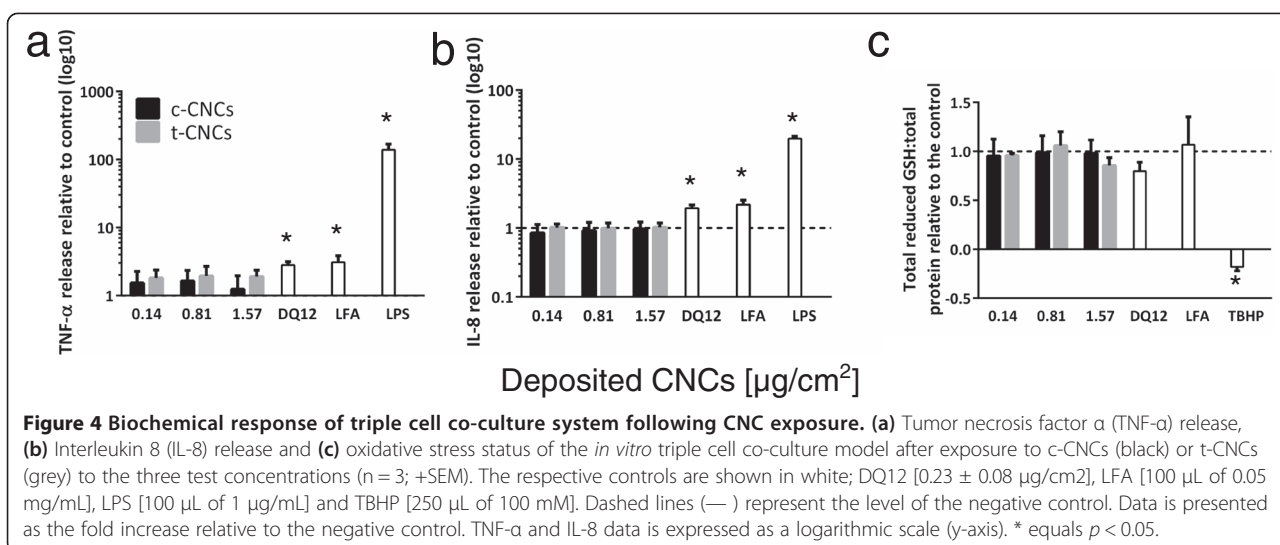 a
TNF-α release relative to control (log10)
1000
100
10
1
c-CNCs
t-CNCs
*
*
*
0.14 0.81 1.57 DQ12 LFA LPS
b
IL-8 release relative to control (log10)
100
10
1
0.1
*
*
*
0.14 0.81 1.57 DQ12 LFA LPS
c
Total reduced GSH:total
protein relative to the control
1.5
1.0
0.5
0.0
-0.5
*
0.14 0.81 1.57 DQ12 LFA TBHP
Deposited CNCs [µg/cm²]
Figure 4 Biochemical response of triple cell co-culture system following CNC exposure. (a) Tumor necrosis factor α (TNF-α) release,
(b) Interleukin 8 (IL-8) release and (c) oxidative stress status of the in vitro triple cell co-culture model after exposure to c-CNCs (black) or t-CNCs
(grey) to the three test concentrations (n = 3; +SEM). The respective controls are shown in white; DQ12 [0.23 ± 0.08 µg/cm2], LFA [100 µL of 0.05
mg/mL], LPS [100 µL of 1 µg/mL] and TBHP [250 µL of 100 mM]. Dashed lines (— ) represent the level of the negative control. Data is presented
as the fold increase relative to the negative control. TNF-α and IL-8 data is expressed as a logarithmic scale (y-axis). * equals p < 0.05.